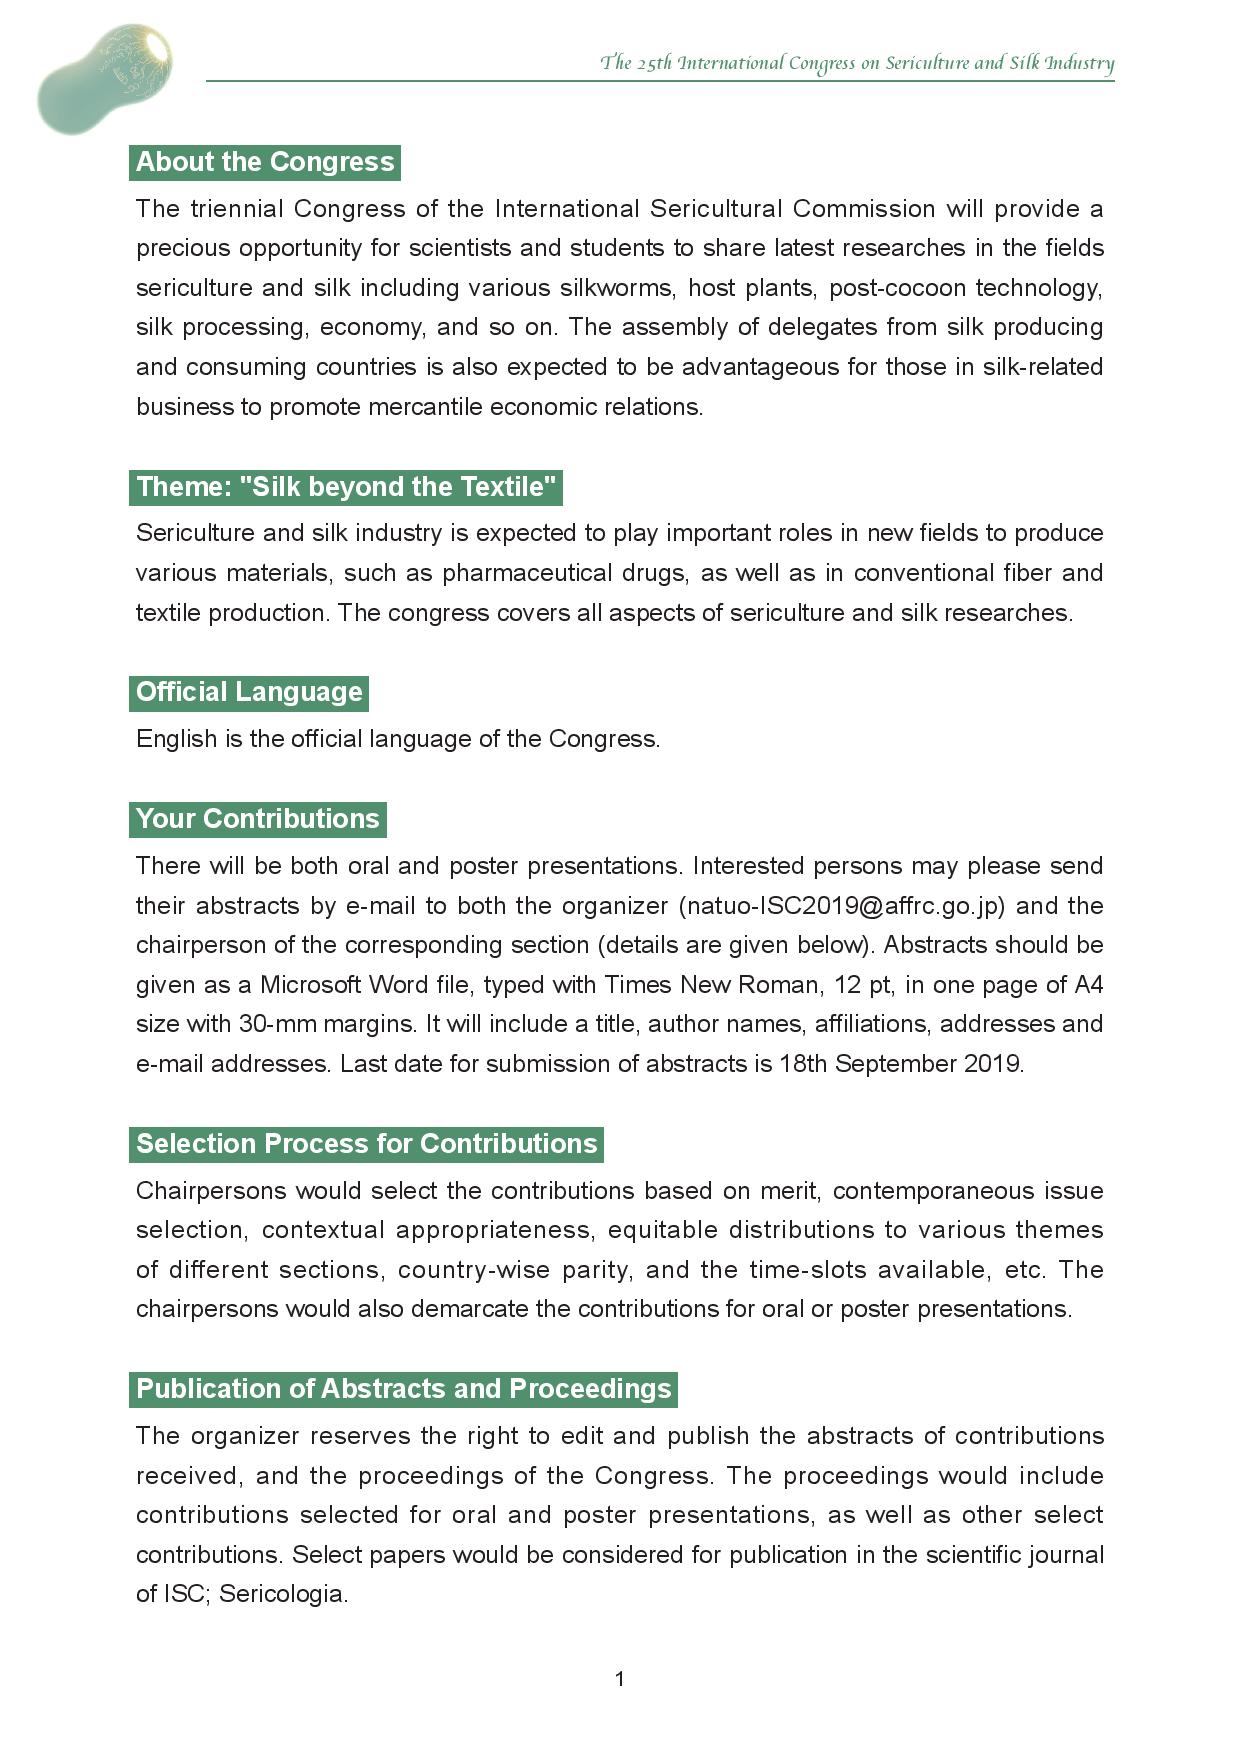 The 25th International Congress on Sericulture and Silk Industry
About the Congress
The triennial Congress of the International Sericultural Commission will provide a
precious opportunity for scientists and students to share latest researches in the fields
sericulture and silk including various silkworms, host plants, post-cocoon technology,
silk processing, economy, and so on. The assembly of delegates from silk producing
and consuming countries is also expected to be advantageous for those in silk-related
business to promote mercantile economic relations.
Theme: "Silk beyond the Textile"
Sericulture and silk industry is expected to play important roles in new fields to produce
various materials, such as pharmaceutical drugs, as well as in conventional fiber and
textile production. The congress covers all aspects of sericulture and silk researches.
Official Language
English is the official language of the Congress.
Your Contributions
There will be both oral and poster presentations. Interested persons may please send
their abstracts by e-mail to both the organizer (natuo-ISC2019@affrc.go.jp) and the
chairperson of the corresponding section (details are given below). Abstracts should be
given as a Microsoft Word file, typed with Times New Roman, 12 pt, in one page of A4
size with 30-mm margins. It will include a title, author names, affiliations, addresses and
e-mail addresses. Last date for submission of abstracts is 18th September 2019.
Selection Process for Contributions
Chairpersons would select the contributions based on merit, contemporaneous issue
selection, contextual appropriateness, equitable distributions to various themes
of different sections, country-wise parity, and the time-slots available, etc. The
chairpersons would also demarcate the contributions for oral or poster presentations.
Publication of Abstracts and Proceedings
The organizer reserves the right to edit and publish the abstracts of contributions
received, and the proceedings of the Congress. The proceedings would include
contributions selected for oral and poster presentations, as well as other select
contributions. Select papers would be considered for publication in the scientific journal
of ISC; Sericologia.
1